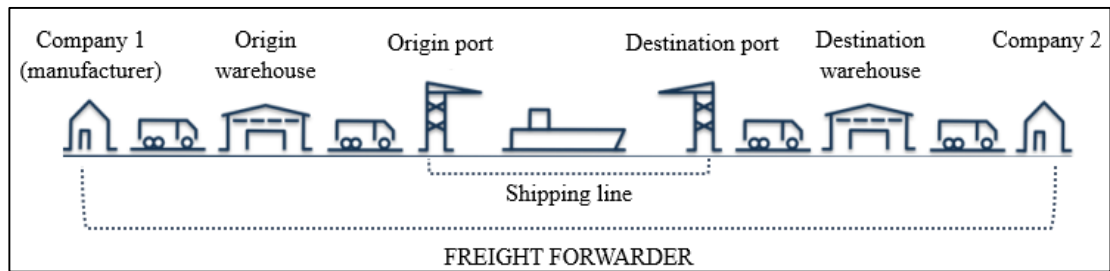 Company 1
(manufacturer)
Origin
warehouse
Origin port
Destination port
Destination
warehouse
Company 2
Shipping line
FREIGHT FORWARDER